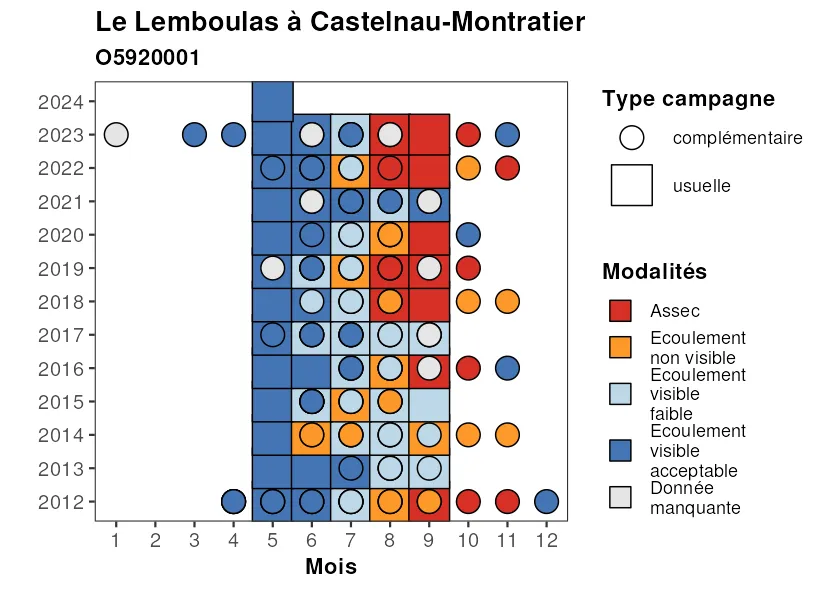 Le Lemboulas à Castelnau-Montratier
O5920001
2024
2023
2022
2021
2020
2019
2018
2017
2016
2015
2014
2013
2012
1 2 3 4 5 6 7 8 9 10 11 12
Mois
Type campagne
complémentaire
usuelle
Modalités
Assec
Ecoulement
non visible
Ecoulement
visible
faible
Ecoulement
visible
acceptable
Donnée
manquante